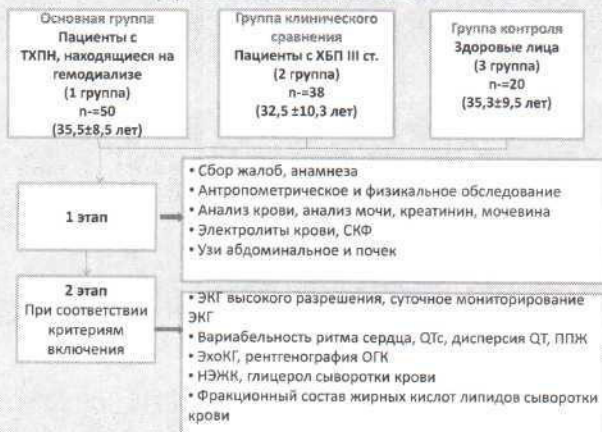 Основная группа
Пациенты с
ТХПН, находящиеся на
гемодиализе
(1 группа)
n-=50
(35,5±8,5 лет)
Группа клинического
сравнения
Пациенты с ХБП III ст.
(2 группа)
n-=38
(32,5 ±10,3 лет)
Группа контроля
Здоровые лица
(3 группа)
n-=20
(35,3±9,5 лет)
1 этап
• Сбор жалоб, анамнеза
• Антропометрическое и физикальное обследование
• Анализ крови, анализ мочи, креатинин, мочевина
• Электролиты крови, СКФ
• Узи абдоминальное и почек
2 этап
При соответствии
критериям
включения
• ЭКГ высокого разрешения, суточное мониторирование
ЭКГ
• Вариабельность ритма сердца, QTc, дисперсия QT, ППЖ
• ЭхоКГ, рентгенография ОГК
• НЭЖК, глицерол сыворотки крови
• Фракционный состав жирных кислот липидов сыворотки
крови